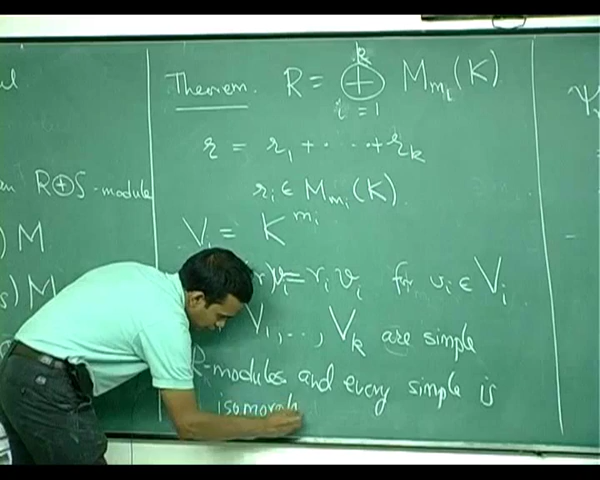 R⊕S-module
) M
s) M
Theorem. R = ⊕_{i=1}^{k} M_{m_i}(K)
r = r_1 + ····· + r_k
r_i ∈ M_{m_i}(K).
V_i = K^{m_i}
r) v_i = r_i v_i for v_i ∈ V_i
V_1, ..., V_k are simple
R-modules and every simple is
isomorph
ψ